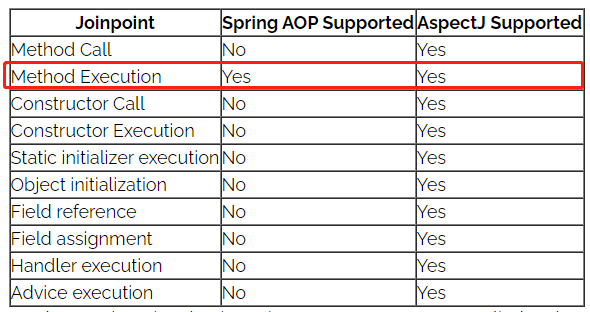 Joinpoint Spring AOP Supported AspectJ Supported
Method Call No Yes
Method Execution Yes Yes
Constructor Call No Yes
Constructor Execution No Yes
Static initializer execution No Yes
Object initialization No Yes
Field reference No Yes
Field assignment No Yes
Handler execution No Yes
Advice execution No Yes